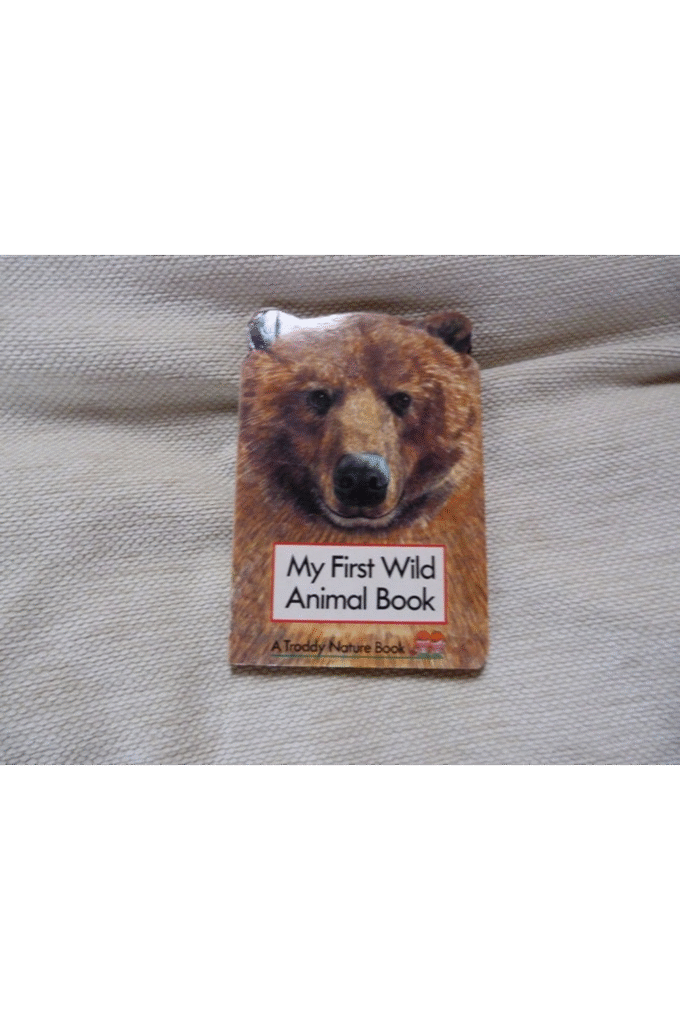 My First Wild
Animal Book
A Troddy Nature Book